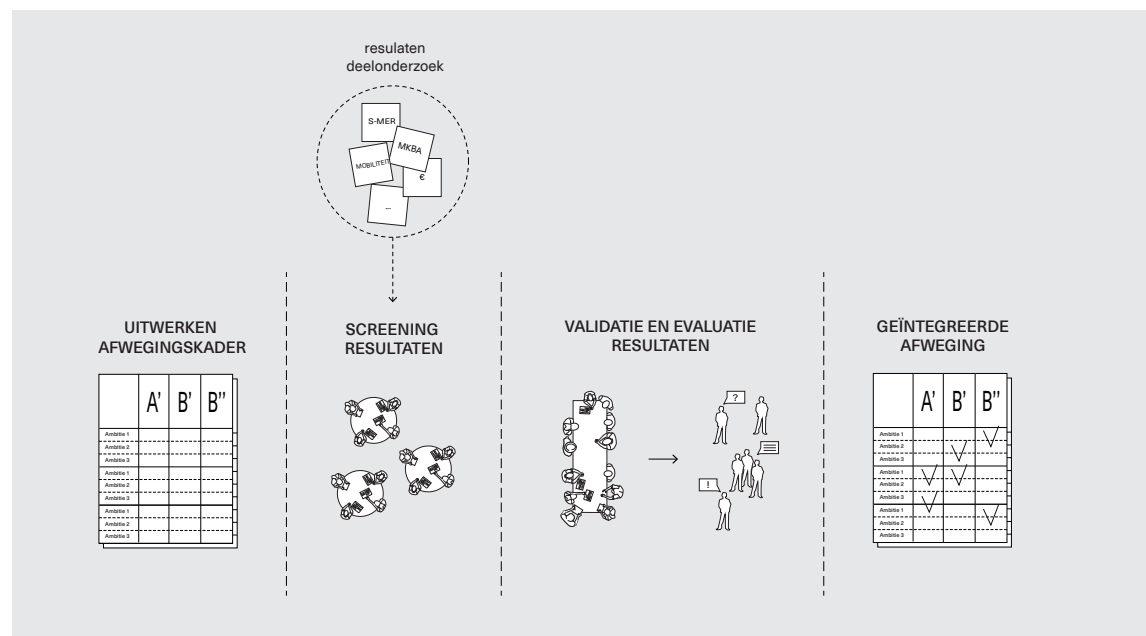 resulaten
deelonderzoek
S-MER
MKBA
MOBILITEIT
€
...
UITWERKEN
AFWEGINGSKADER
A' B' B''
Ambitie 1
Ambitie 2
Ambitie 3
Ambitie 1
Ambitie 2
Ambitie 3
Ambitie 1
Ambitie 2
Ambitie 3
SCREENING
RESULTATEN
VALIDATIE EN EVALUATIE
RESULTATEN
?
!
GEÏNTEGREERDE
AFWEGING
A' B' B''
Ambitie 1
Ambitie 2
Ambitie 3
Ambitie 1
Ambitie 2
Ambitie 3
Ambitie 1
Ambitie 2
Ambitie 3